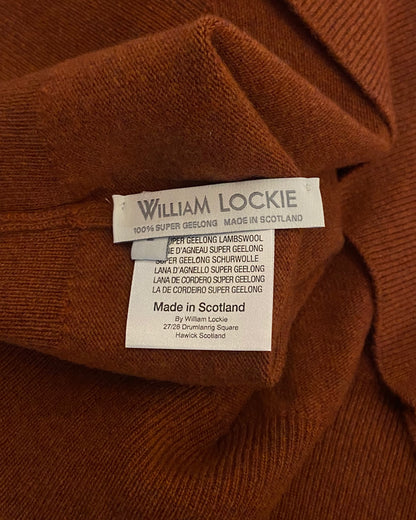 WILLIAM LOCKIE
100% SUPER GEELONG MADE IN SCOTLAND
SUPER GEELONG LAMBSWOOL
D'AGNEAU SUPER GEELONG
SUPER GEELONG SCHURWOLLE
LANA D'AGNELLO SUPER GEELONG
LANA DE CORDERO SUPER GEELONG
LA DE CORDEIRO SUPER GEELONG
Made in Scotland
By William Lockie
27/28 Drumlanrig Square
Hawick Scotland